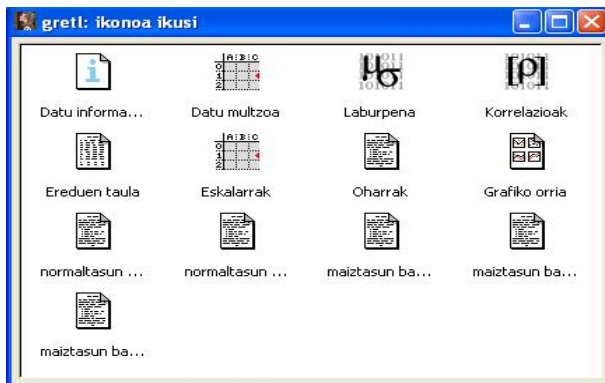 gretl: ikonoa ikusi
Datu informa... Datu multzoa Laburpena Korrelazioak
Ereduen taula Eskalarrak Oharrak Grafiko orria
normaltasun ... normaltasun ... maiztasun ba... maiztasun ba...
maiztasun ba...